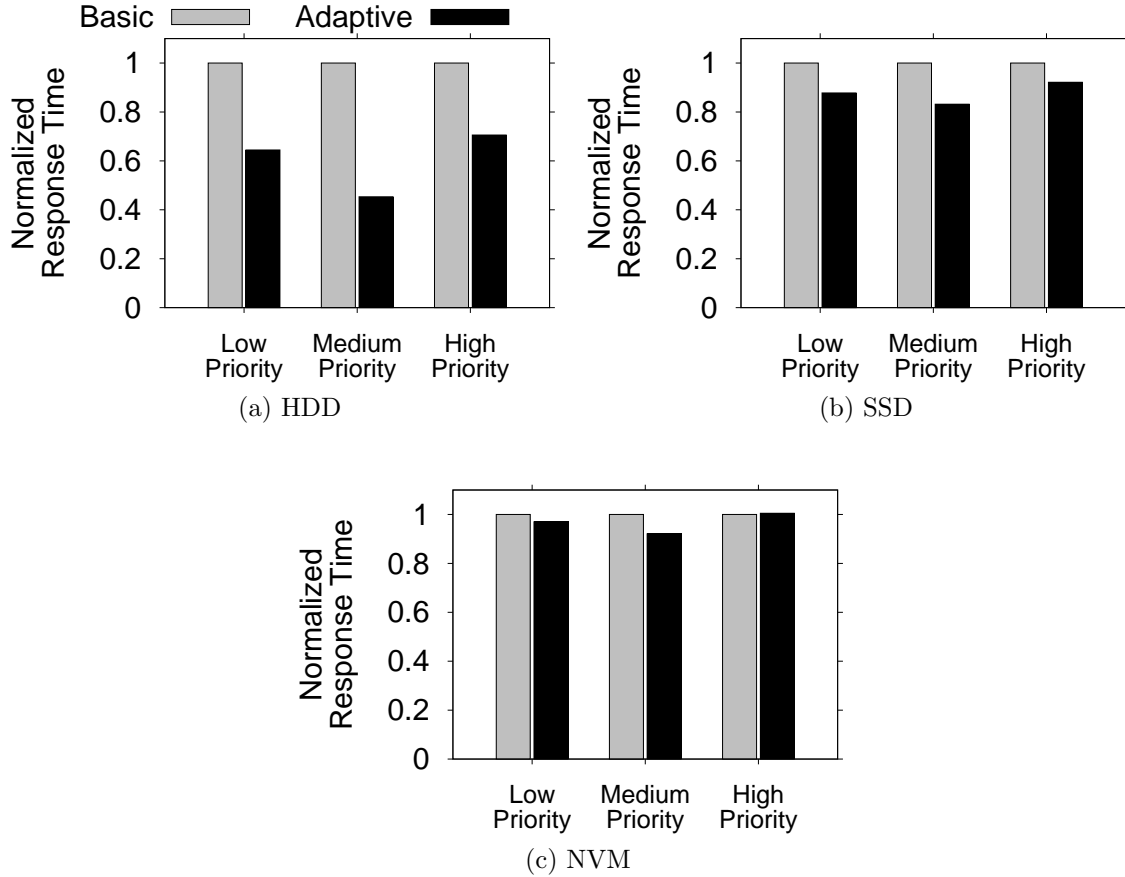 Basic Adaptive
Normalized
Response Time
1
0.8
0.6
0.4
0.2
0
Low
Priority
Medium
Priority
High
Priority
(a) HDD
Normalized
Response Time
1
0.8
0.6
0.4
0.2
0
Low
Priority
Medium
Priority
High
Priority
(b) SSD
Normalized
Response Time
1
0.8
0.6
0.4
0.2
0
Low
Priority
Medium
Priority
High
Priority
(c) NVM